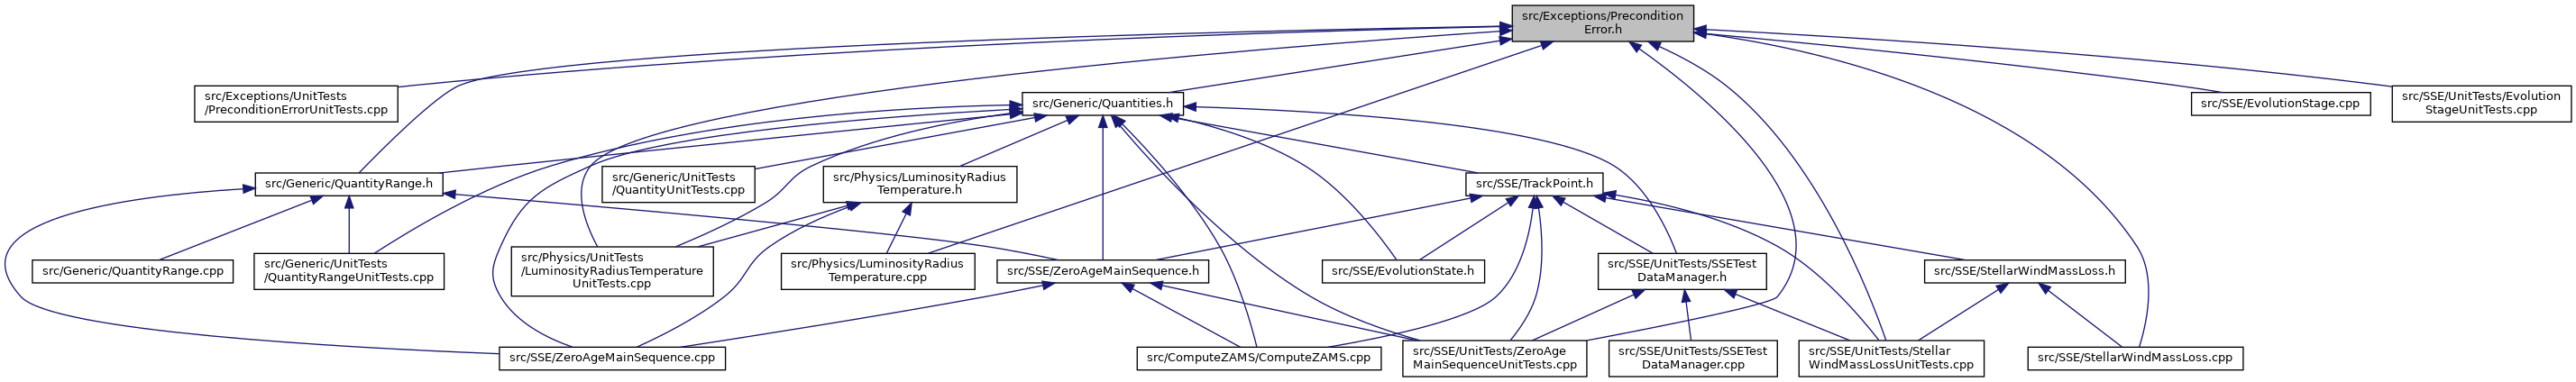 src/Exceptions/Precondition
Error.h
src/Exceptions/UnitTests
/PreconditionErrorUnitTests.cpp
src/Generic/Quantities.h
src/SSE/EvolutionStage.cpp
src/SSE/UnitTests/Evolution
StageUnitTests.cpp
src/Generic/QuantityRange.h
src/Generic/UnitTests
/QuantityUnitTests.cpp
src/Physics/LuminosityRadius
Temperature.h
src/SSE/TrackPoint.h
src/Generic/QuantityRange.cpp
src/Generic/UnitTests
/QuantityRangeUnitTests.cpp
src/Physics/UnitTests
/LuminosityRadiusTemperature
UnitTests.cpp
src/Physics/LuminosityRadius
Temperature.cpp
src/SSE/ZeroAgeMainSequence.h
src/SSE/EvolutionState.h
src/SSE/UnitTests/SSETest
DataManager.h
src/SSE/StellarWindMassLoss.h
src/SSE/ZeroAgeMainSequence.cpp
src/ComputeZAMS/ComputeZAMS.cpp
src/SSE/UnitTests/ZeroAge
MainSequenceUnitTests.cpp
src/SSE/UnitTests/SSETest
DataManager.cpp
src/SSE/UnitTests/Stellar
WindMassLossUnitTests.cpp
src/SSE/StellarWindMassLoss.cpp